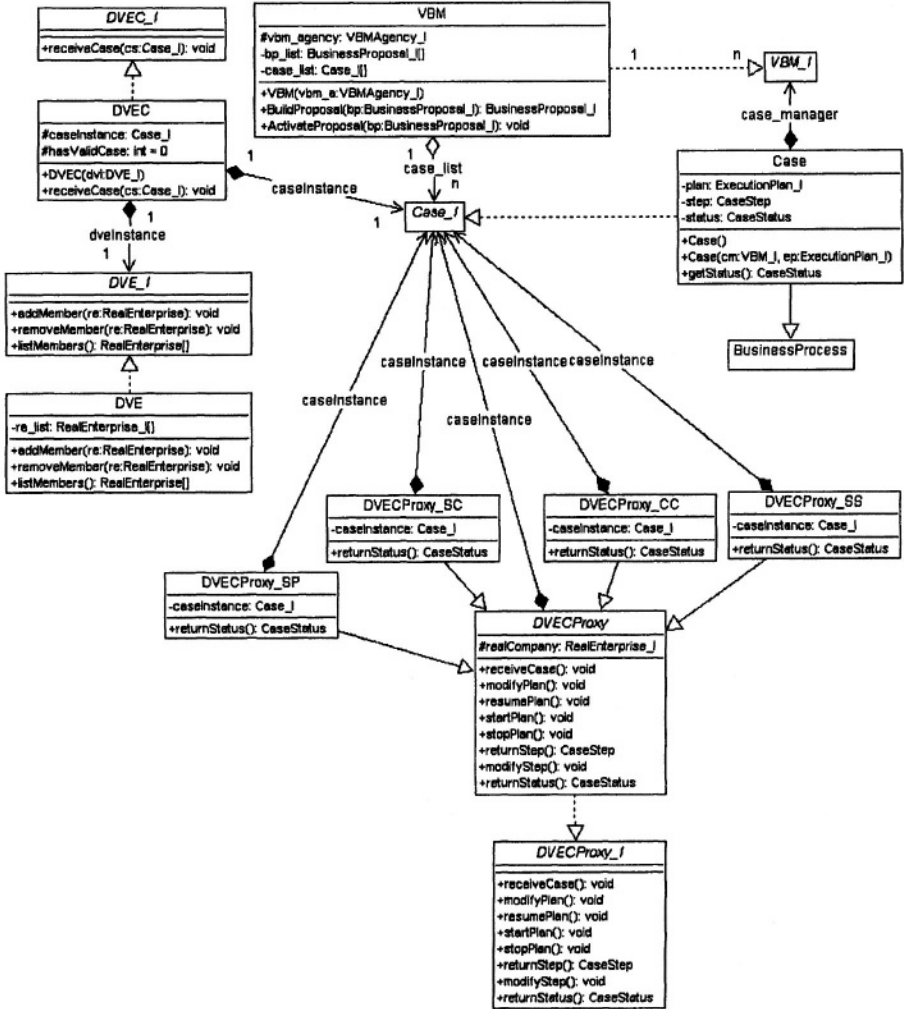 DVEC_I
+receiveCase(cs:Case_I): void
DVEC
#caseInstance: Case_I
#hasValidCase: int = 0
+DVEC(dvi:DVE_I)
+receiveCase(cs:Case_I): void
1
caseInstance
1
1
dveInstance
1
DVE_I
+addMember(re:RealEnterprise): void
+removeMember(re:RealEnterprise): void
+listMembers(): RealEnterprise[]
DVE
-re_list: RealEnterprise_I[]
+addMember(re:RealEnterprise): void
+removeMember(re:RealEnterprise): void
+listMembers(): RealEnterprise[]
VBM
#vbm_agency: VBMAgency_I
-bp_list: BusinessProposal_I[]
-case_list: Case_I[]
+VBM(vbm_a:VBMAgency_I)
+BuildProposal(bp:BusinessProposal_I): BusinessProposal_I
+ActivateProposal(bp:BusinessProposal_I): void
1
n
VBM_I
1
case_list
n
Case_I
case_manager
Case
-plan: ExecutionPlan_I
-step: CaseStep
-status: CaseStatus
+Case()
+Case(cm:VBM_I, ep:ExecutionPlan_I)
+getStatus(): CaseStatus
BusinessProcess
caseInstance
caseInstance
caseInstance
caseInstance
caseInstance
DVECProxy_SC
-caseInstance: Case_I
+returnStatus(): CaseStatus
DVECProxy_CC
-caseInstance: Case_I
+returnStatus(): CaseStatus
DVECProxy_SS
-caseInstance: Case_I
+returnStatus(): CaseStatus
DVECProxy_SP
-caseInstance: Case_I
+returnStatus(): CaseStatus
DVECProxy
#realCompany: RealEnterprise_I
+receiveCase(): void
+modifyPlan(): void
+resumePlan(): void
+startPlan(): void
+stopPlan(): void
+returnStep(): CaseStep
+modifyStep(): void
+returnStatus(): CaseStatus
DVECProxy_I
+receiveCase(): void
+modifyPlan(): void
+resumePlan(): void
+startPlan(): void
+stopPlan(): void
+returnStep(): CaseStep
+modifyStep(): void
+returnStatus(): CaseStatus